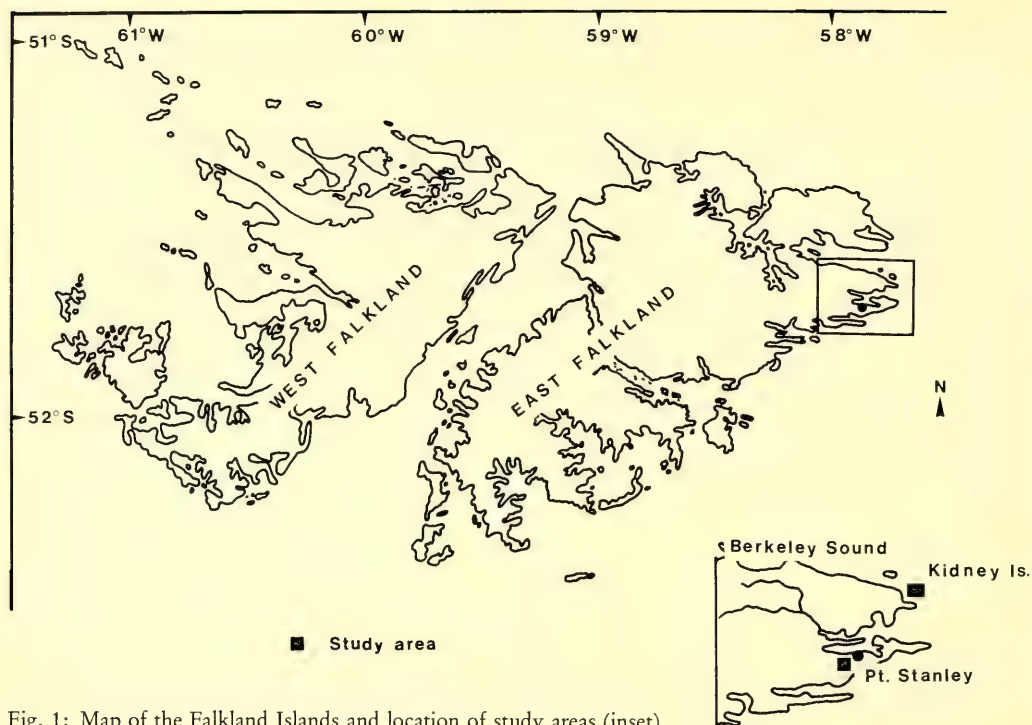 61°W 60°W 59°W 58°W
51°S
WEST FALKLAND
EAST FALKLAND
52°S
N
Berkeley Sound
Kidney Is.
Study area
Pt. Stanley
Fig. 1: Map of the Falkland Islands and location of study areas (inset)